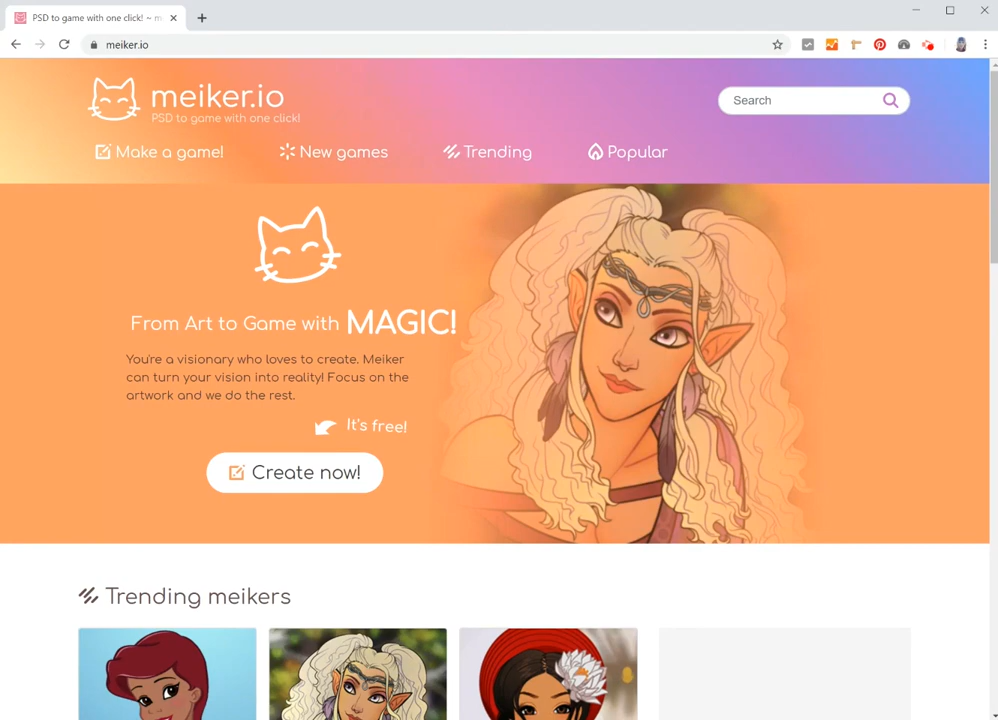 PSD to game with one click! ~ m
meiker.io
meiker.io
PSD to game with one click!
Search
Make a game!
New games
Trending
Popular
From Art to Game with MAGIC!
You're a visionary who loves to create. Meiker
can turn your vision into reality! Focus on the
artwork and we do the rest.
It's free!
Create now!
Trending meikers